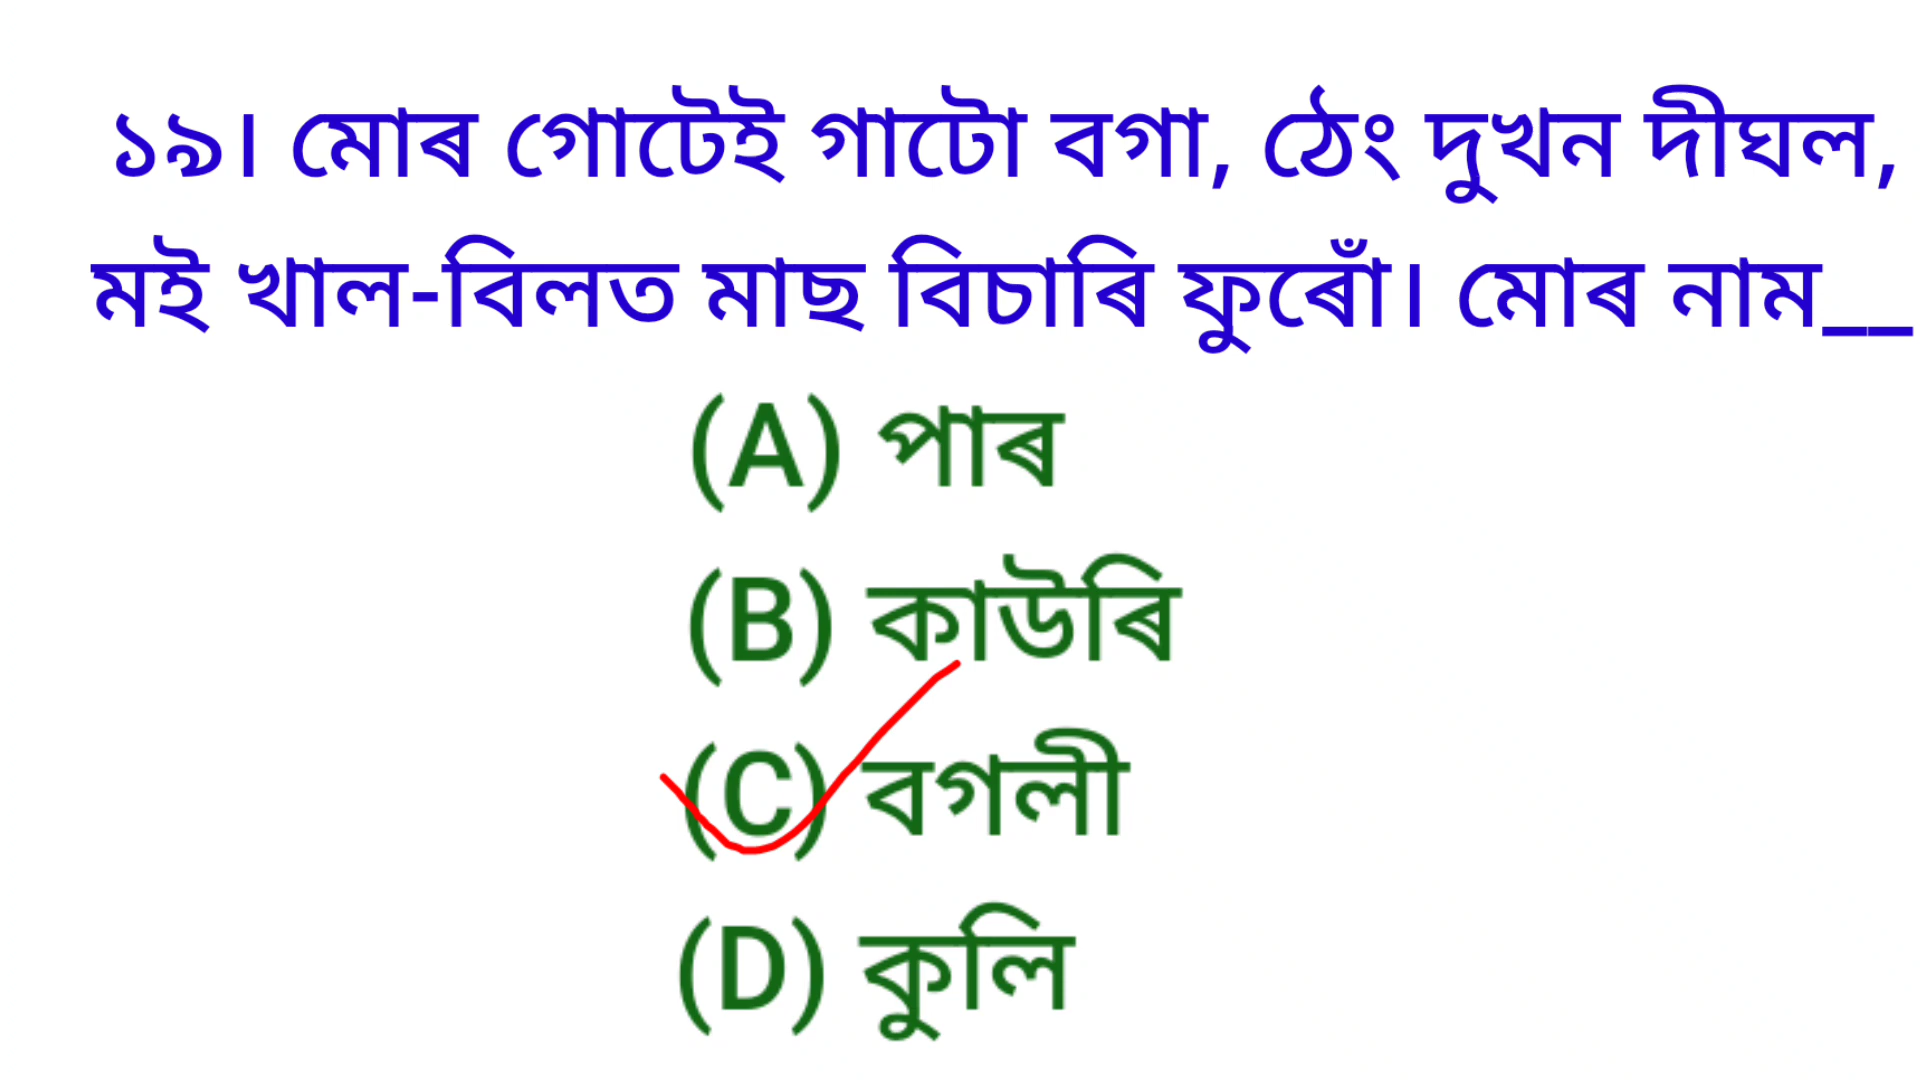 ১৯। মোৰ গোটেই গাটো বগা, ঠেং দুখন দীঘল,
মই খাল-বিলত মাছ বিচাৰি ফুৰোঁ। মোৰ নাম__
(A) পাৰ
(B) কাউৰি
(C) বগলী
(D) কুলি